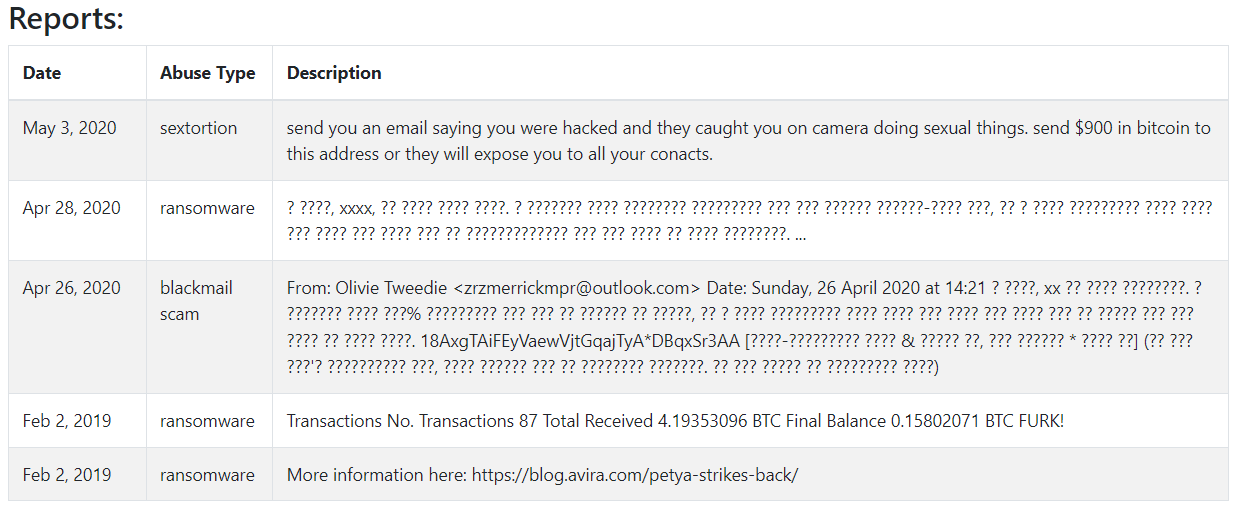 Reports:
Date Abuse Type Description
May 3, 2020 sextortion send you an email saying you were hacked and they caught you on camera doing sexual things. send $900 in bitcoin to
this address or they will expose you to all your conacts.
Apr 28, 2020 ransomware ? ????, xxxx, ?? ???? ???? ????. ? ??????? ???? ???????? ????????? ??? ??? ?????? ??????-???? ???, ?? ? ???? ????????? ???? ????
??? ???? ??? ???? ??? ?? ????????????? ??? ??? ???? ?? ???? ????????. ...
Apr 26, 2020 blackmail From: Olivie Tweedie <zrzmerrickmpr@outlook.com> Date: Sunday, 26 April 2020 at 14:21 ? ????, xx ?? ???? ????????. ?
scam ??????? ???? ???% ????????? ??? ??? ?? ?????? ?? ?????, ?? ? ???? ????????? ???? ???? ??? ???? ??? ???? ??? ?? ????? ??? ???
???? ?? ???? ????. 18AxgTAiFEyVaewVjtGqajTyA*DBqxSr3AA [????-????????? ???? & ????? ??, ??? ?????? * ???? ??] (?? ???
???'? ?????????? ???, ???? ?????? ??? ?? ???????? ???????. ?? ??? ????? ?? ????????? ????)
Feb 2, 2019 ransomware Transactions No. Transactions 87 Total Received 4.19353096 BTC Final Balance 0.15802071 BTC FURK!
Feb 2, 2019 ransomware More information here: https://blog.avira.com/petya-strikes-back/